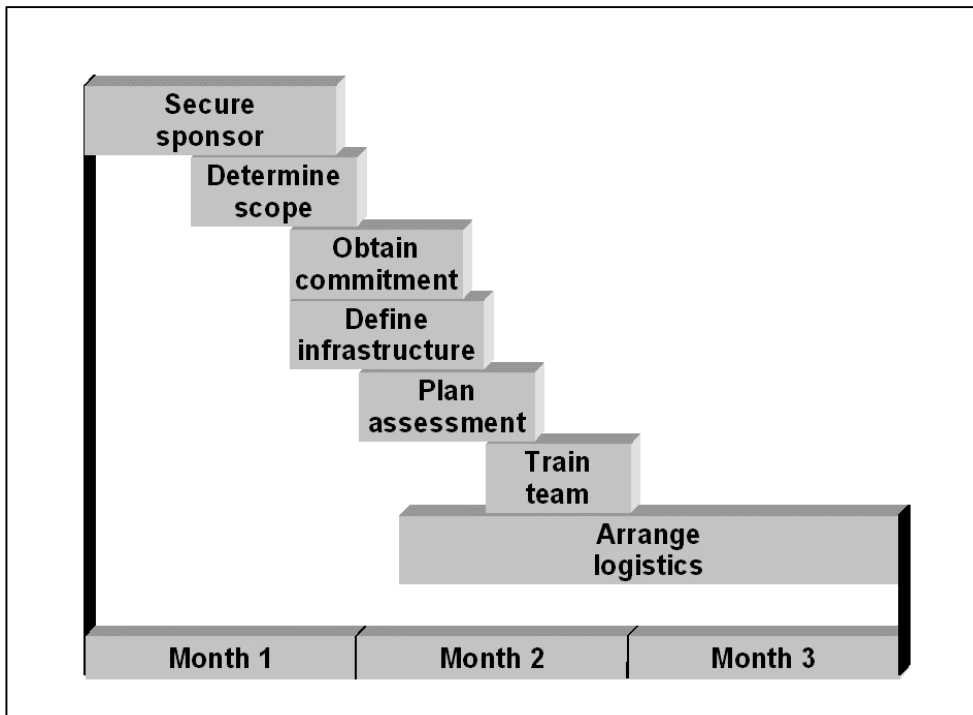 Secure
sponsor
Determine
scope
Obtain
commitment
Define
infrastructure
Plan
assessment
Train
team
Arrange
logistics
Month 1
Month 2
Month 3